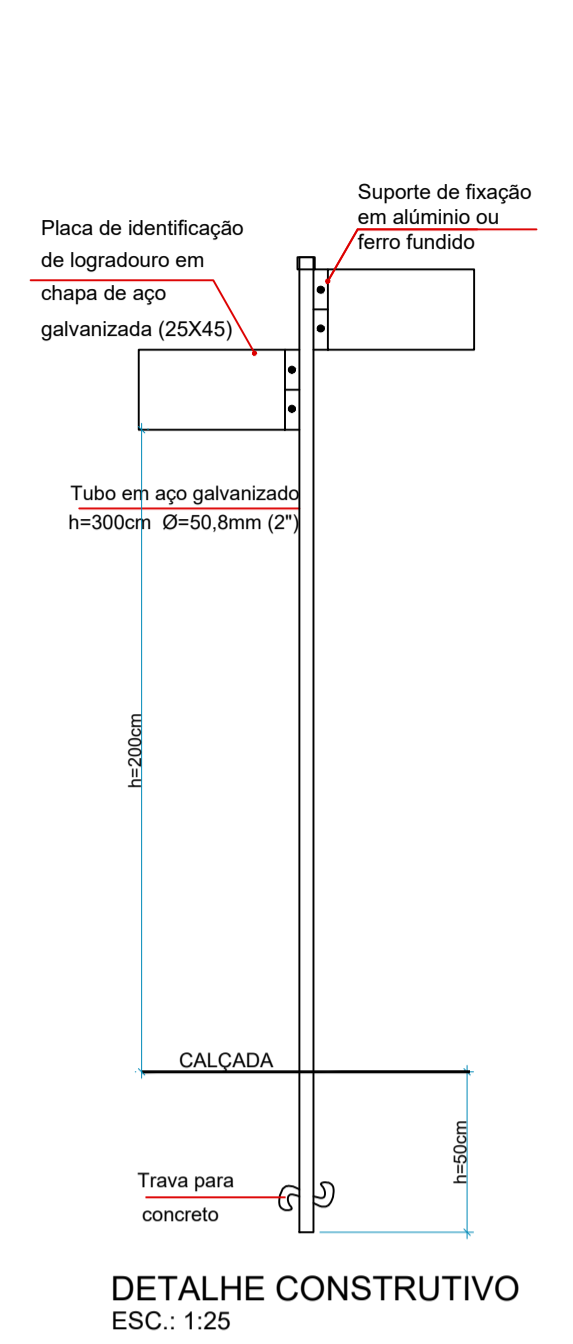 Suporte de fixação
em alúminio ou
ferro fundido
Placa de identificação
de logradouro em
chapa de aço
galvanizada (25X45)
Tubo em aço galvanizado
h=300cm Ø=50,8mm (2")
h=200cm
CALÇADA
h=50cm
Trava para
concreto
DETALHE CONSTRUTIVO
ESC.: 1:25